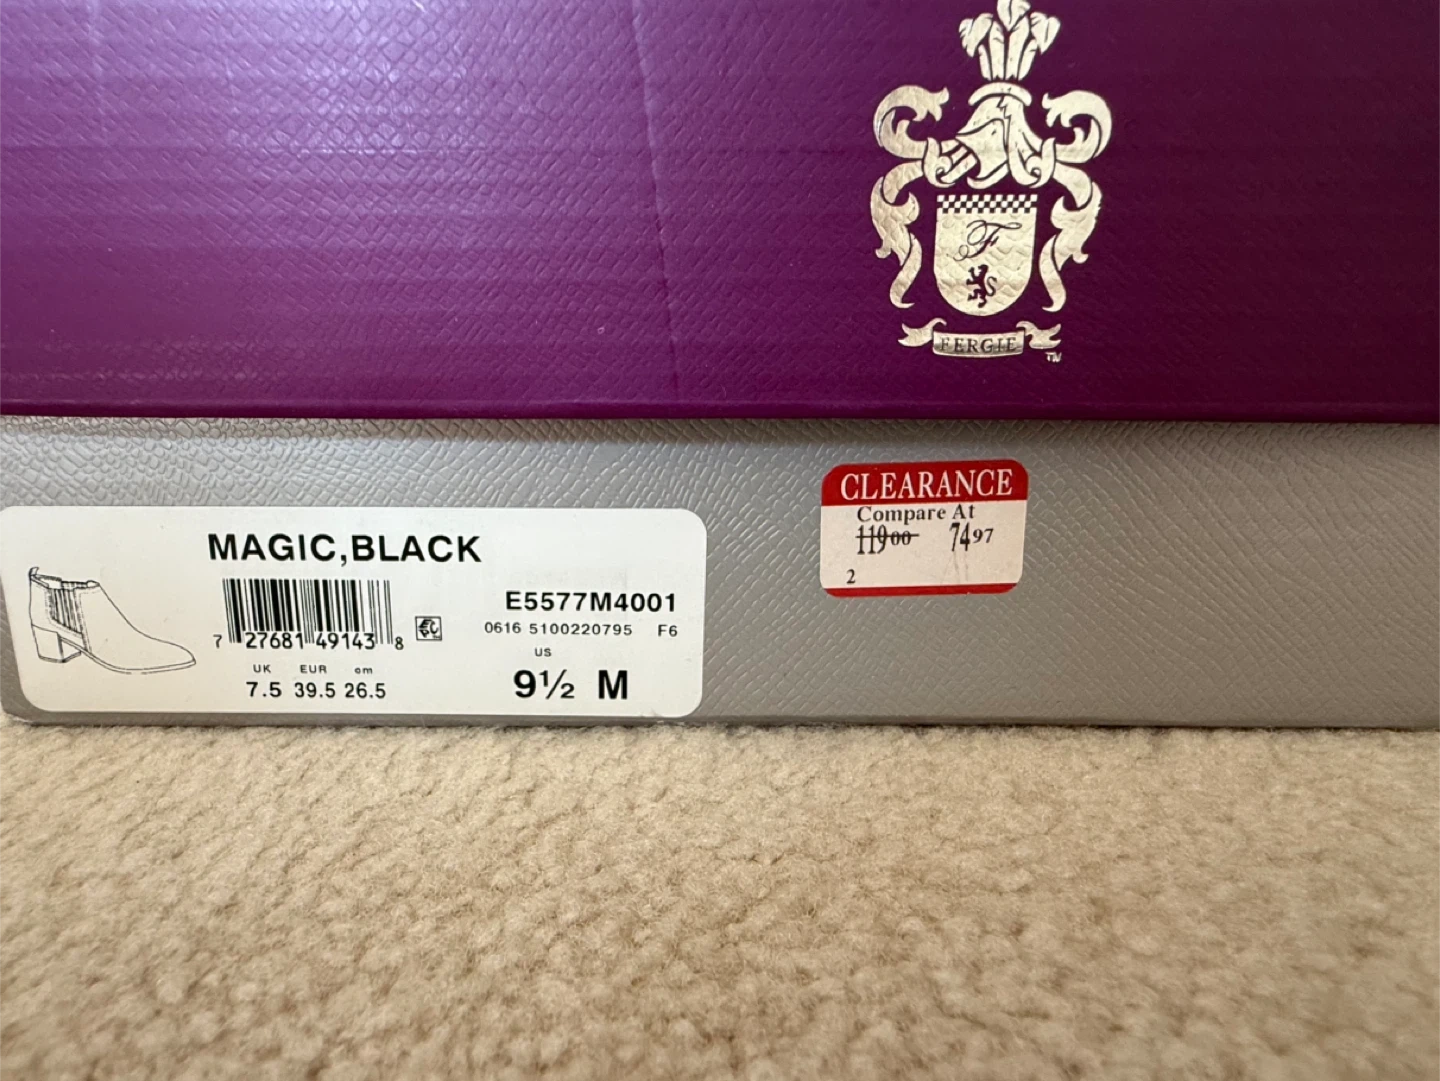 F
S
FERGIE
TM
CLEARANCE
Compare At
119.00 74.97
2
MAGIC,BLACK
7 27681 49143 8
E5577M4001
0616 5100220795 F6
UK EUR cm
7.5 39.5 26.5
US
9½ M